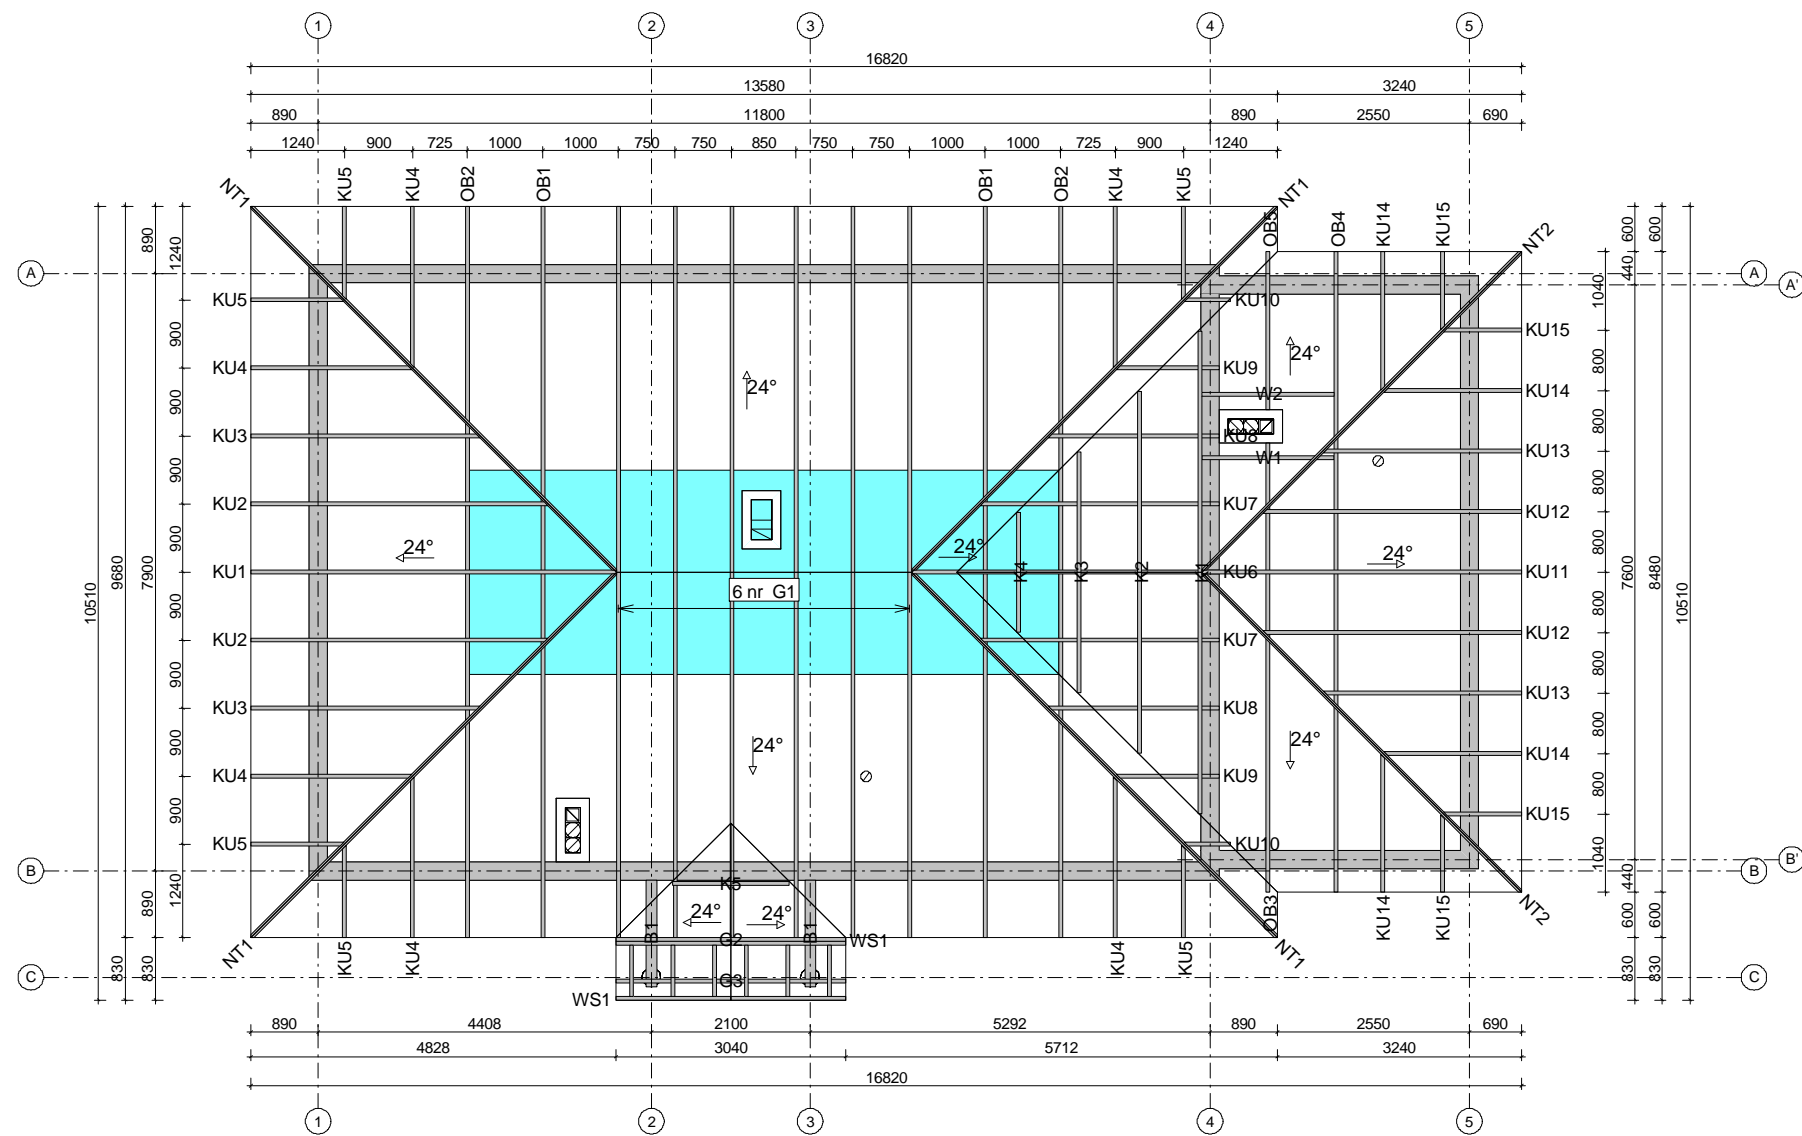 1 2 3 4 5
16820
13580 3240
890 11800 890 2550 690
1240 900 725 1000 1000 750 750 850 750 750 1000 1000 725 900 1240
NT1 KU5 KU4 OB2 OB1 OB1 OB2 KU4 KU5 NT1 OB5 OB4 KU14 KU15 NT2
A A
A'
10510 9680 890 7900 890 830 830
1240 900 900 900 900 900 900 900 900 1240
600 440 1040 800 800 800 800 800 800 800 800 1040 440 600 830
600 7600 8480 600 830 10510
KU5 KU10 KU15
KU4 24° KU9 24° KU14
W2
KU3 KU8 KU13
W1
KU2 KU7 KU12
24° 24° 24°
KU1 6 nr G1 K4 K3 K2 K1 KU6 KU11
KU2 KU7 KU12
KU3 KU8 KU13
24° 24°
KU4 KU9 KU14
KU5 KU10 KU15
B B'
B
K5
24° 24°
NT1 KU5 KU4 B1 G2 B1 WS1 KU4 KU5 OB3 NT1 KU14 KU15 NT2
C G3 C
WS1
890 4408 2100 5292 890 2550 690
4828 3040 5712 3240
16820
1 2 3 4 5